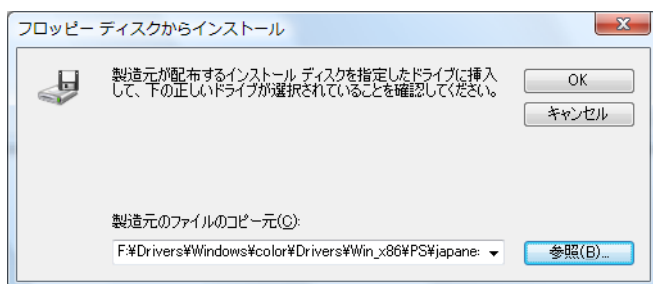 フロッピー ディスクからインストール
製造元が配布するインストール ディスクを指定したドライブに挿入
して、下の正しいドライブが選択されていることを確認してください。
OK
キャンセル
製造元のファイルのコピー元(C):
F:¥Drivers¥Windows¥color¥Drivers¥Win_x86¥PS¥japane:
参照(B)...